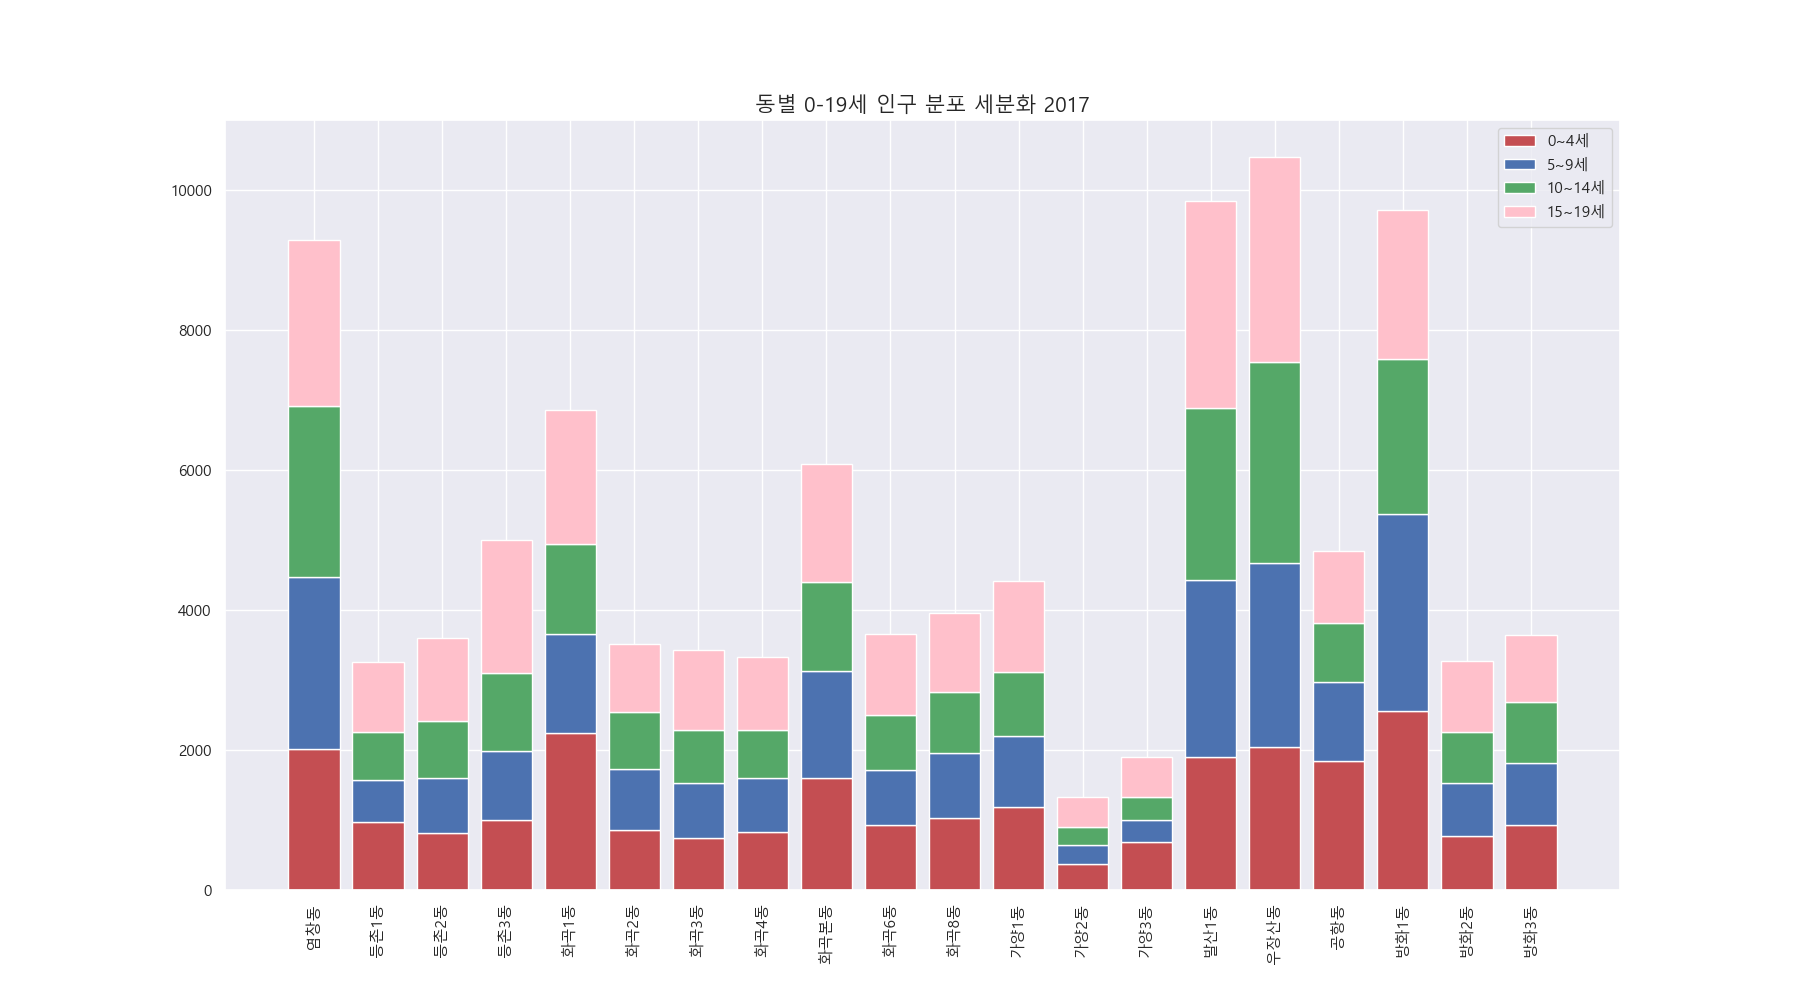 동별 0-19세 인구 분포 세분화 2017
0~4세
5~9세
10~14세
15~19세
10000
8000
6000
4000
2000
0
염창동
등촌1동
등촌2동
등촌3동
화곡1동
화곡2동
화곡3동
화곡4동
화곡본동
화곡6동
화곡8동
가양1동
가양2동
가양3동
발산1동
우장산동
공항동
방화1동
방화2동
방화3동